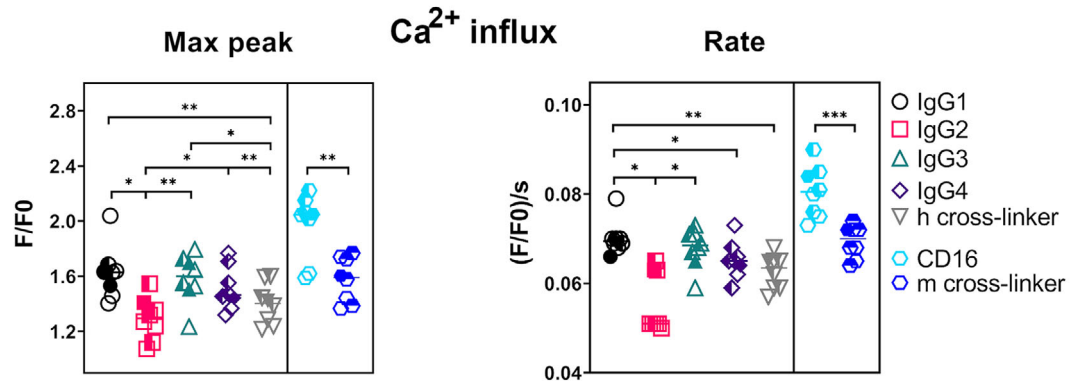 Ca2+ influx
Max peak
Rate
F/F0
2.8
2.4
2.0
1.6
1.2
**
*
*
**
*
**
**
(F/F0)/s
0.10
0.08
0.06
0.04
**
*
*
*
***
IgG1
IgG2
IgG3
IgG4
h cross-linker
CD16
m cross-linker